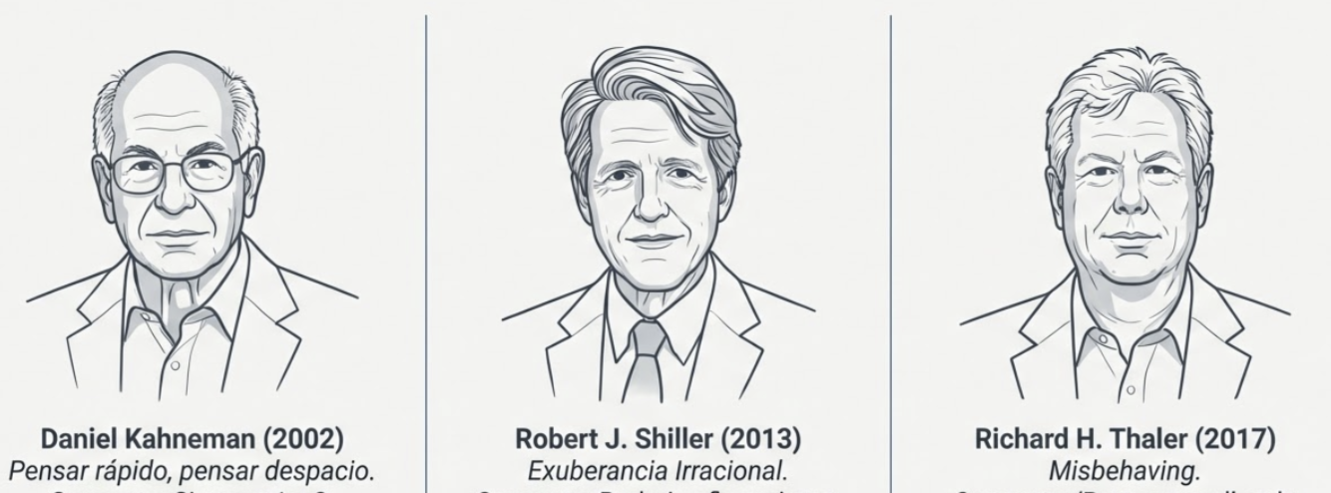 Daniel Kahneman (2002)
Pensar rápido, pensar despacio.
Robert J. Shiller (2013)
Exuberancia Irracional.
Richard H. Thaler (2017)
Misbehaving.